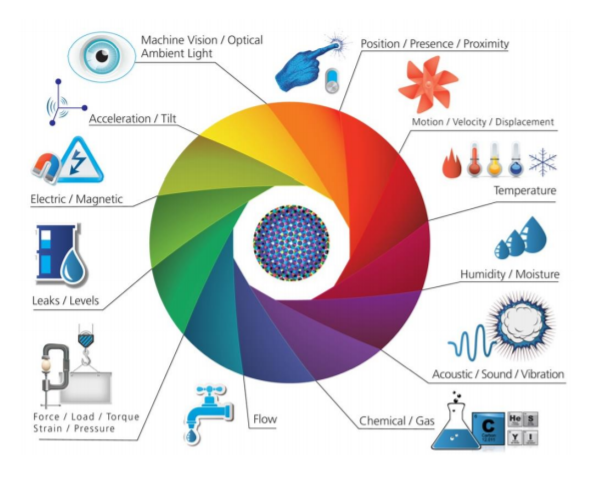 Machine Vision / Optical
Ambient Light
Position / Presence / Proximity
Acceleration / Tilt
Motion / Velocity / Displacement
Electric / Magnetic
Temperature
Humidity / Moisture
Leaks / Levels
Acoustic / Sound / Vibration
Force / Load / Torque
Strain / Pressure
Flow
Chemical / Gas
C
He
S
Y
I